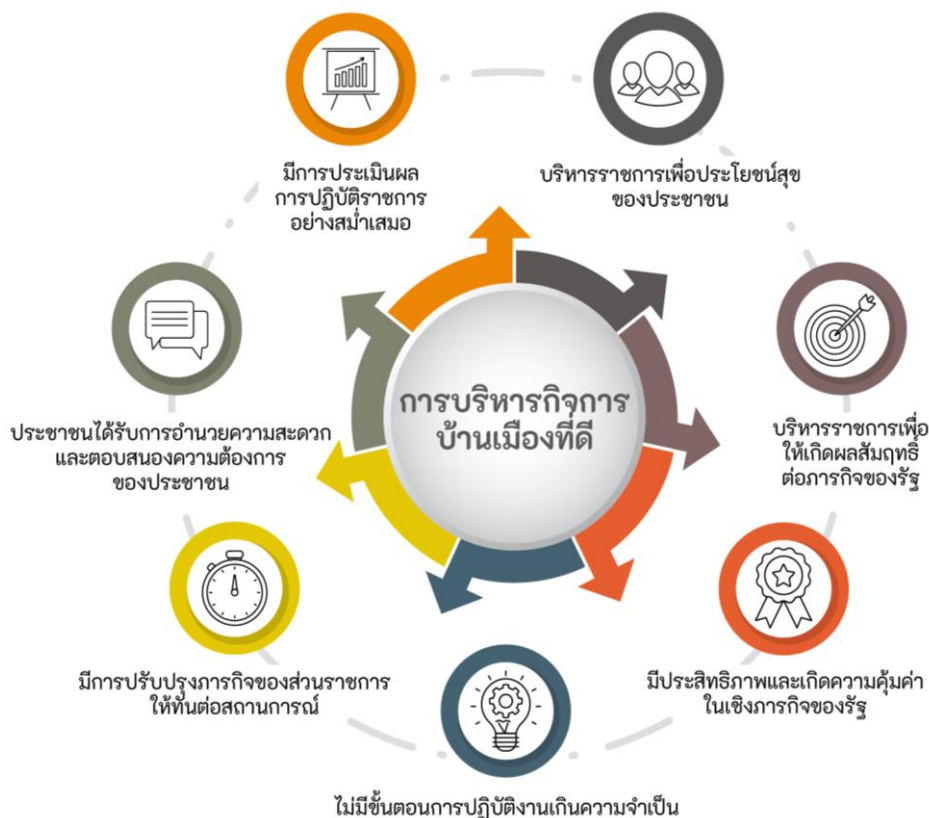 การบริหารกิจการ
บ้านเมืองที่ดี
บริหารราชการเพื่อประโยชน์สุข
ของประชาชน
บริหารราชการเพื่อ
ให้เกิดผลสัมฤทธิ์
ต่อภารกิจของรัฐ
มีประสิทธิภาพและเกิดความคุ้มค่า
ในเชิงภารกิจของรัฐ
ไม่มีขั้นตอนการปฏิบัติงานเกินความจำเป็น
มีการปรับปรุงภารกิจของส่วนราชการ
ให้ทันต่อสถานการณ์
ประชาชนได้รับการอำนวยความสะดวก
และตอบสนองความต้องการ
ของประชาชน
มีการประเมินผล
การปฏิบัติราชการ
อย่างสม่ำเสมอ